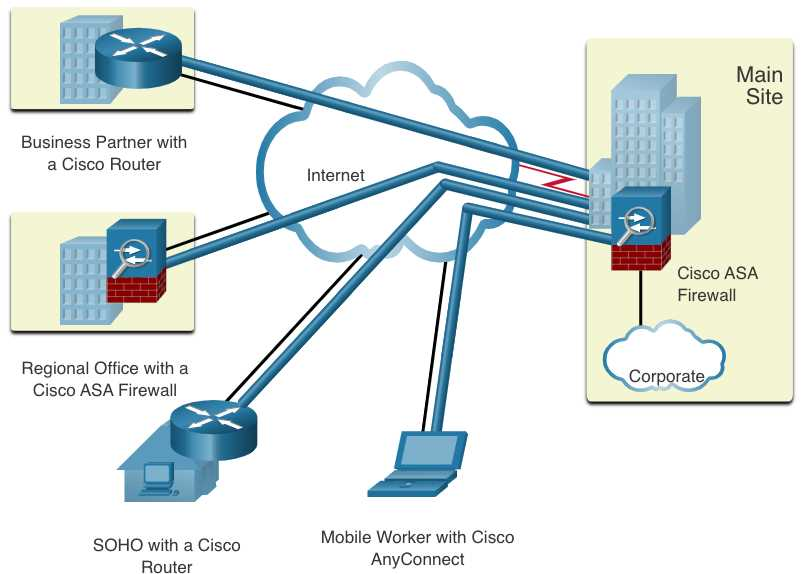 Main
Site
Business Partner with
a Cisco Router
Internet
Cisco ASA
Firewall
Regional Office with a
Cisco ASA Firewall
Corporate
SOHO with a Cisco
Router
Mobile Worker with Cisco
AnyConnect